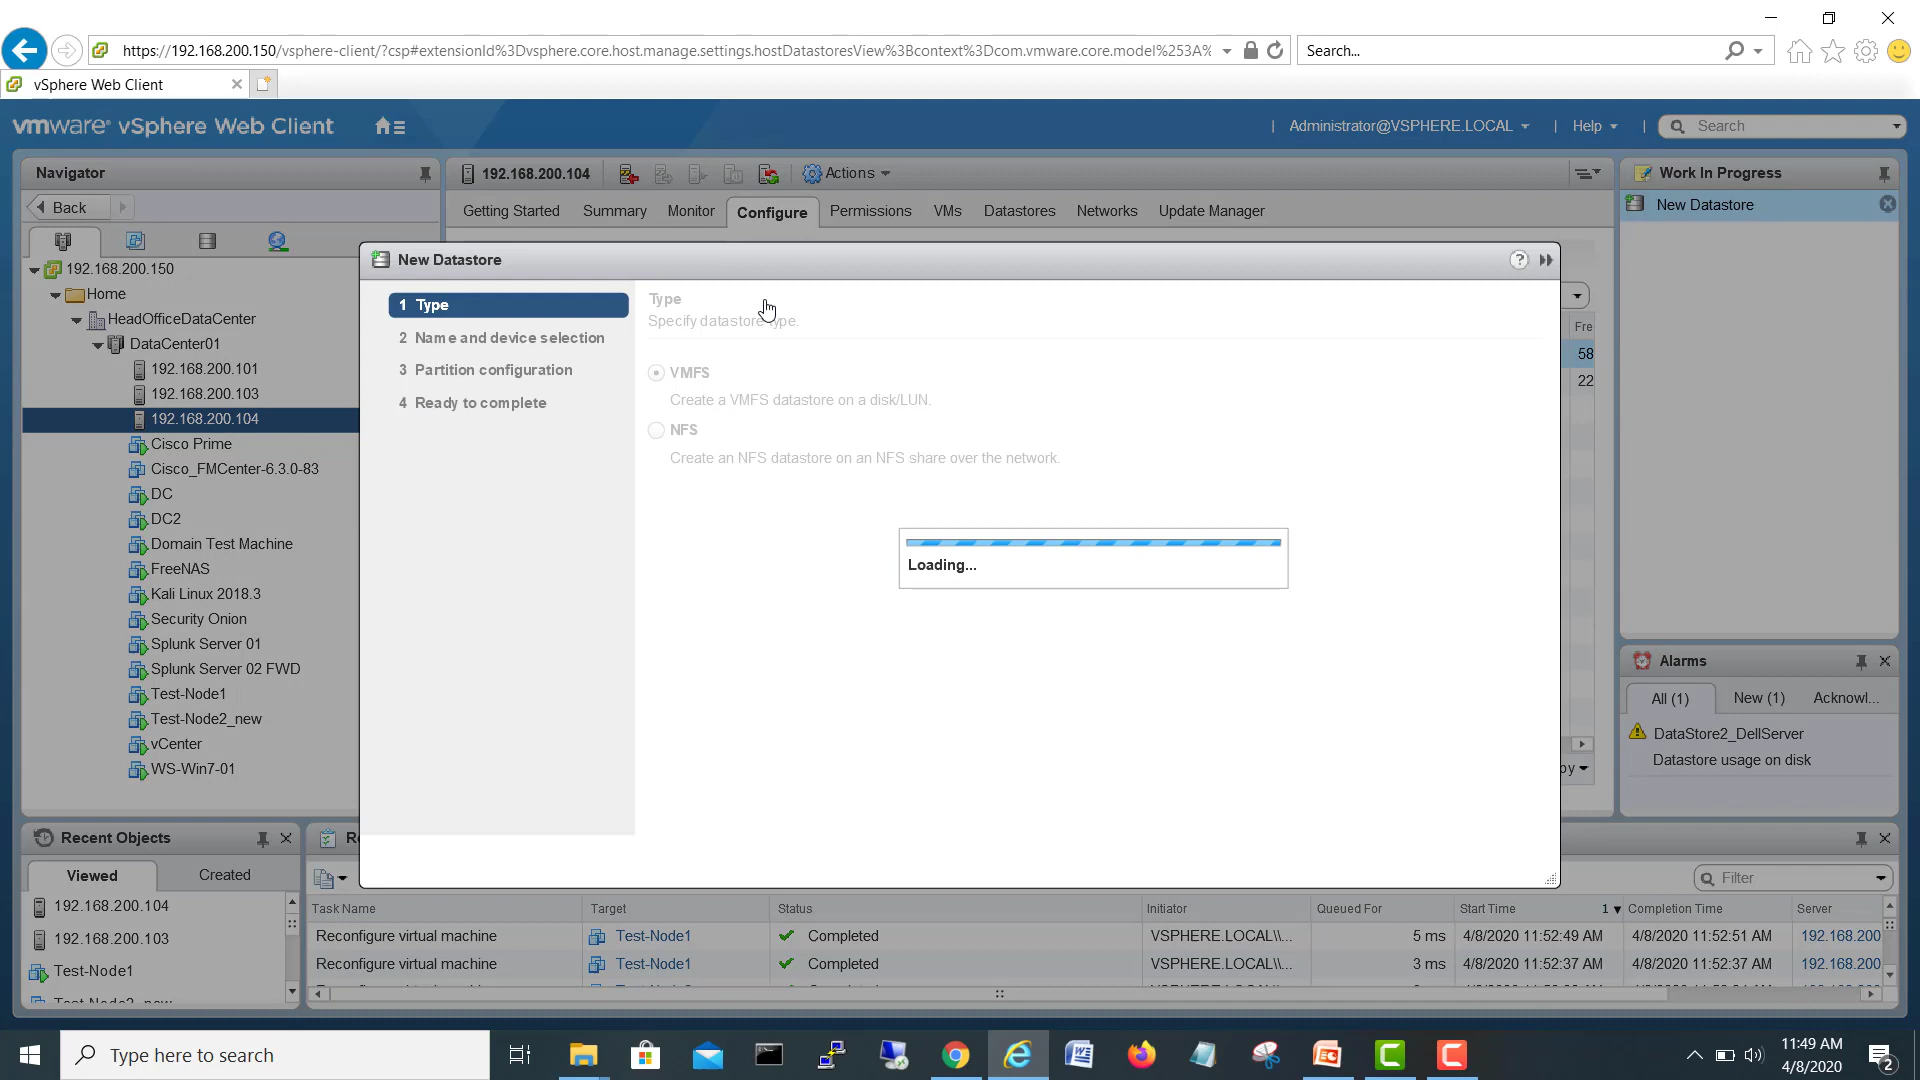 https://192.168.200.150/vsphere-client/?csp#extensionId%3Dvsphere.core.host.manage.settings.hostDatastoresView%3Bcontext%3Dcom.vmware.core.model%253A%
Search...
vSphere Web Client
vmware® vSphere Web Client
Administrator@VSPHERE.LOCAL
Help
Search
Navigator
192.168.200.104
Actions
Work In Progress
Back
Getting Started
Summary
Monitor
Configure
Permissions
VMs
Datastores
Networks
Update Manager
New Datastore
192.168.200.150
Home
HeadOfficeDataCenter
DataCenter01
192.168.200.101
192.168.200.103
192.168.200.104
Cisco Prime
Cisco_FMCenter-6.3.0-83
DC
DC2
Domain Test Machine
FreeNAS
Kali Linux 2018.3
Security Onion
Splunk Server 01
Splunk Server 02 FWD
Test-Node1
Test-Node2_new
vCenter
WS-Win7-01
New Datastore
1 Type
2 Name and device selection
3 Partition configuration
4 Ready to complete
Type
Specify datastore type.
VMFS
Create a VMFS datastore on a disk/LUN.
NFS
Create an NFS datastore on an NFS share over the network.
Loading...
Fre
58
22
py
Alarms
All (1)
New (1)
Acknowl...
DataStore2_DellServer
Datastore usage on disk
Recent Objects
Viewed
Created
192.168.200.104
192.168.200.103
Test-Node1
Test-Node2_new
Filter
Task Name
Target
Status
Initiator
Queued For
Start Time
1
Completion Time
Server
Reconfigure virtual machine
Test-Node1
Completed
VSPHERE.LOCAL\\...
5 ms
4/8/2020 11:52:49 AM
4/8/2020 11:52:51 AM
192.168.200
Reconfigure virtual machine
Test-Node1
Completed
VSPHERE.LOCAL\\...
3 ms
4/8/2020 11:52:37 AM
4/8/2020 11:52:37 AM
192.168.200
Type here to search
11:49 AM
4/8/2020
2